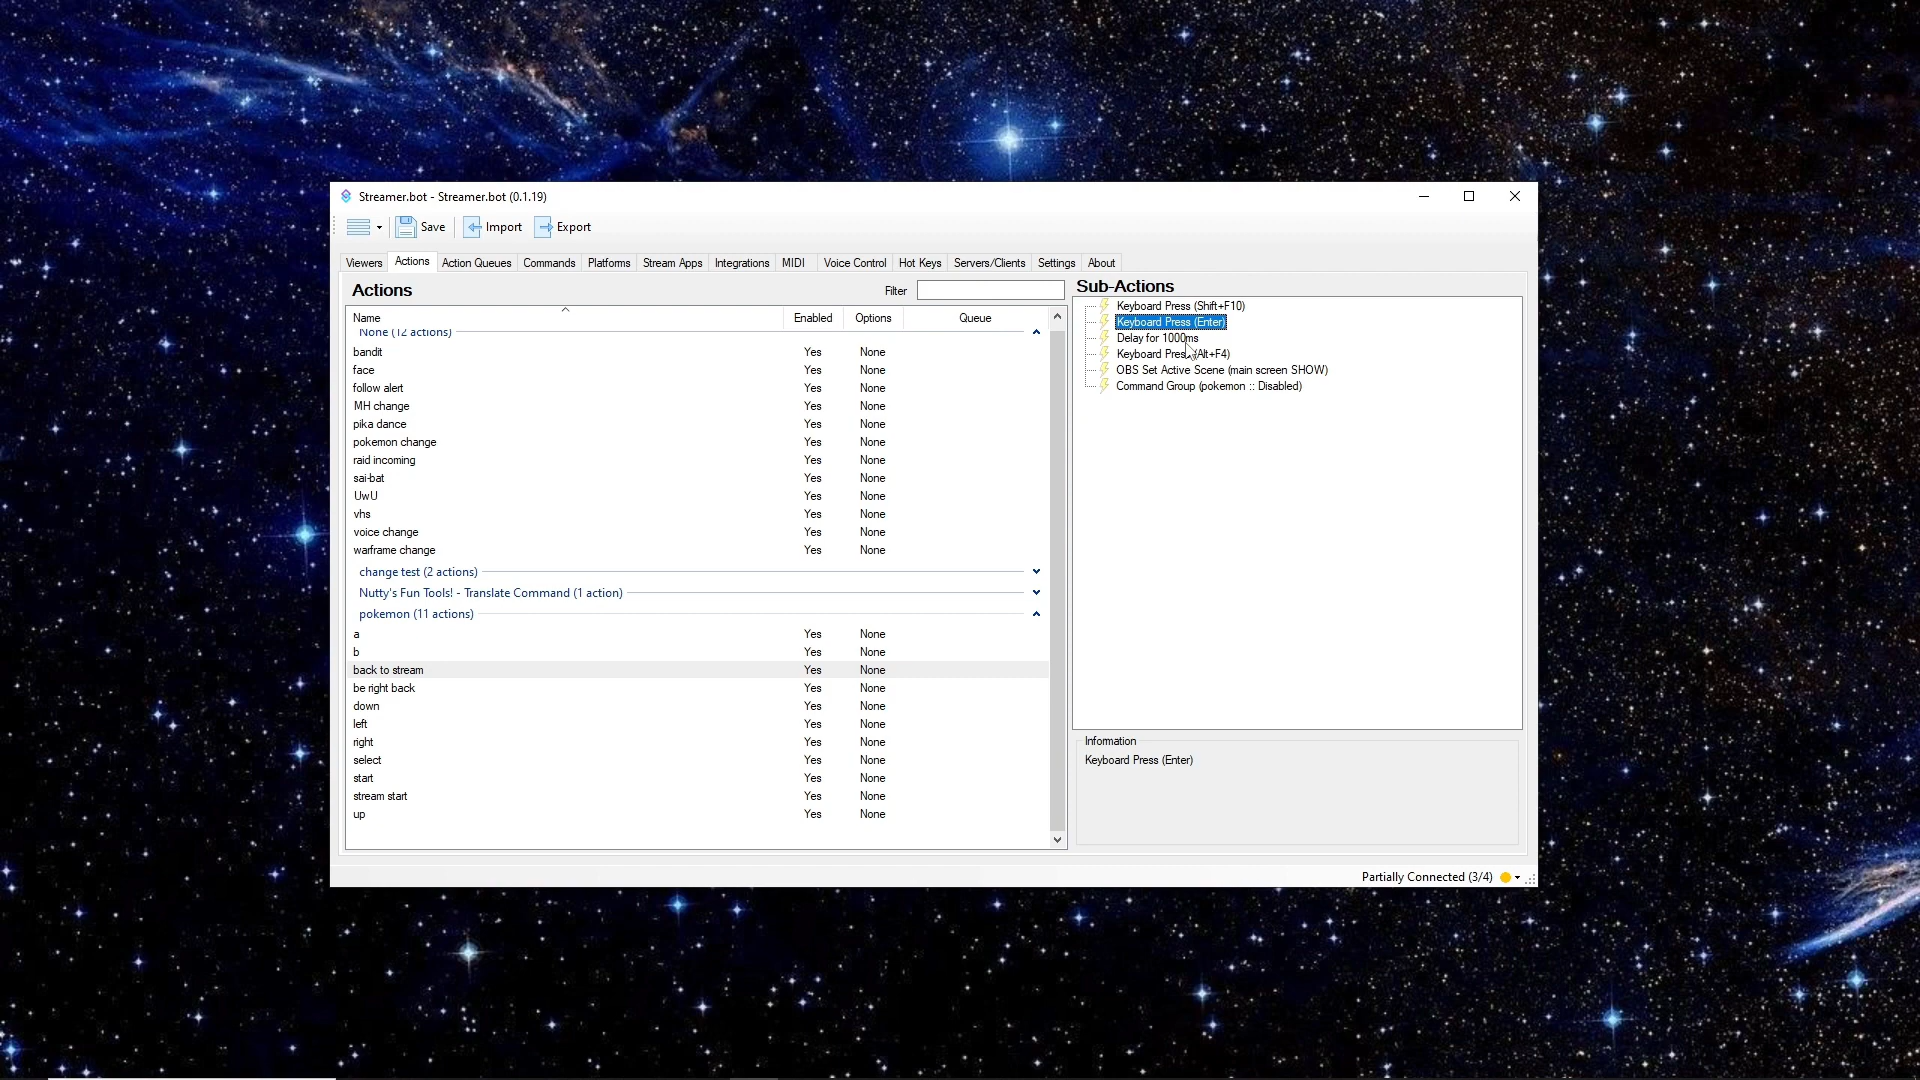 Streamer.bot - Streamer.bot (0.1.19)
Save Import Export
Viewers Actions Action Queues Commands Platforms Stream Apps Integrations MIDI Voice Control Hot Keys Servers/Clients Settings About
Actions Filter
Name Enabled Options Queue
None (12 actions)
bandit Yes None
face Yes None
follow alert Yes None
MH change Yes None
pika dance Yes None
pokemon change Yes None
raid incoming Yes None
sai-bat Yes None
UwU Yes None
vhs Yes None
voice change Yes None
warframe change Yes None
change test (2 actions)
Nutty's Fun Tools! - Translate Command (1 action)
pokemon (11 actions)
a Yes None
b Yes None
back to stream Yes None
be right back Yes None
down Yes None
left Yes None
right Yes None
select Yes None
start Yes None
stream start Yes None
up Yes None
Sub-Actions
Keyboard Press (Shift+F10)
Keyboard Press (Enter)
Delay for 1000ms
Keyboard Press (Alt+F4)
OBS Set Active Scene (main screen SHOW)
Command Group (pokemon :: Disabled)
Information
Keyboard Press (Enter)
Partially Connected (3/4)